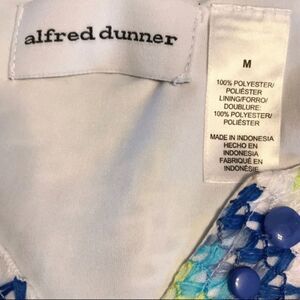 alfred dunner
M
100% POLYESTER/
POLIÉSTER
LINING/FORRO/
DOUBLURE:
100% POLYESTER/
POLIÉSTER
MADE IN INDONESIA
HECHO EN
INDONESIA
FABRIQUÉ EN
INDONÉSIE